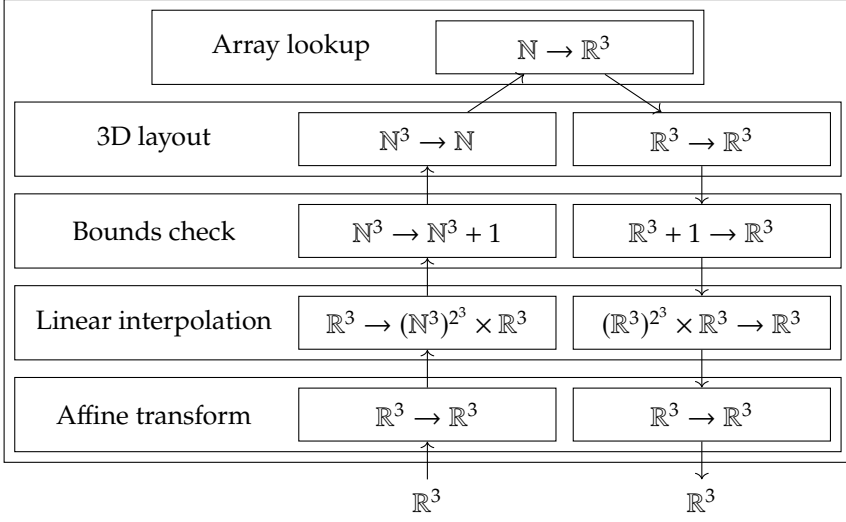 Array lookup ℕ → ℝ³
3D layout ℕ³ → ℕ ℝ³ → ℝ³
Bounds check ℕ³ → ℕ³ + 1 ℝ³ + 1 → ℝ³
Linear interpolation ℝ³ → (ℕ³)^{2³} × ℝ³ (ℝ³)^{2³} × ℝ³ → ℝ³
Affine transform ℝ³ → ℝ³ ℝ³ → ℝ³
ℝ³ ℝ³